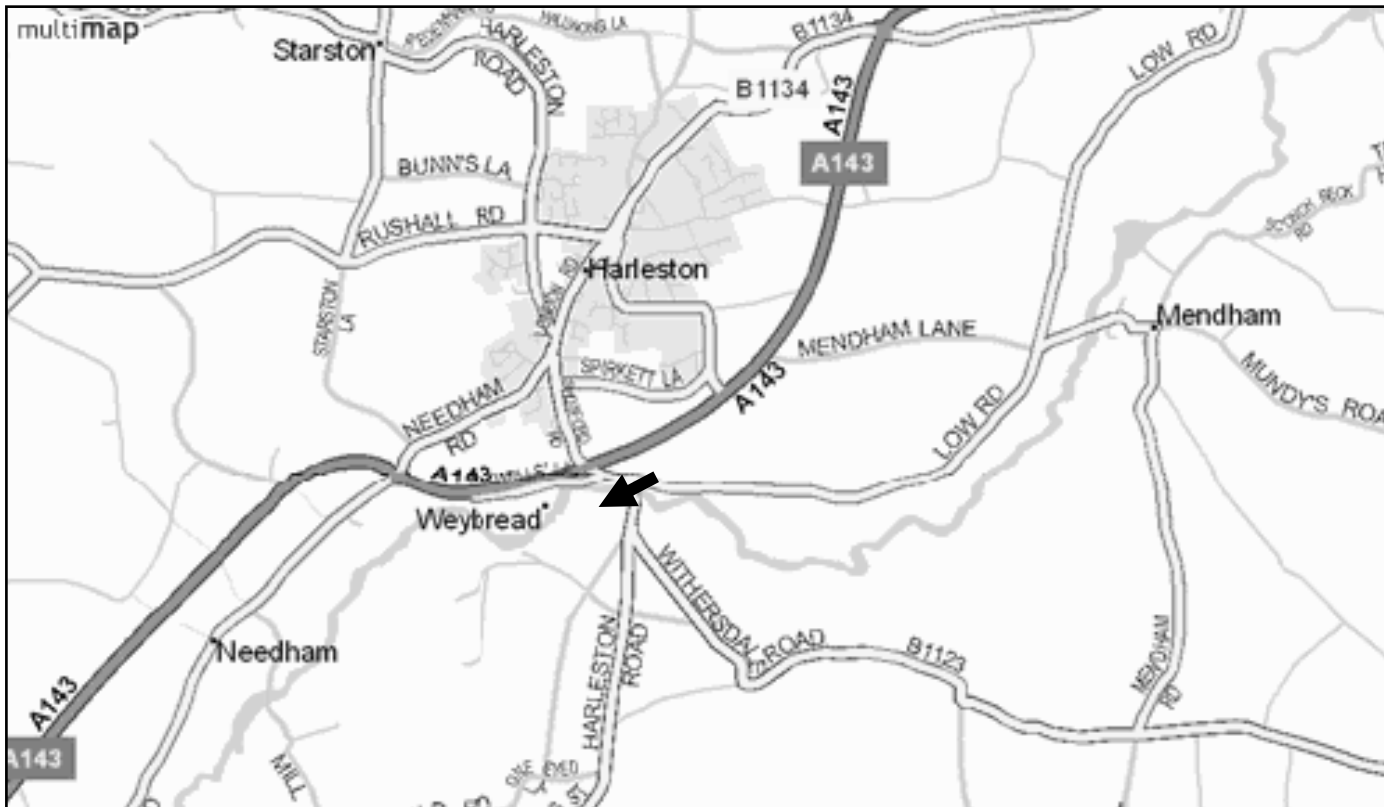 multimap
Starston
HARLESTON
ROAD
B1134
B1134
LOW RD
A143
A143
BUNN'S LA
RUSHALL RD
Harleston
STARSTON
LA
LONDON RD
Mendham
MENDHAM LANE
MUNDY'S ROA
SPIRKETT LA
A143
NEEDHAM
RD
LOW RD
A143
Weybread
WITHERSDALE ROAD
HARLESTON
ROAD
B1123
MENDHAM
RD
Needham
A143
A143
MILL